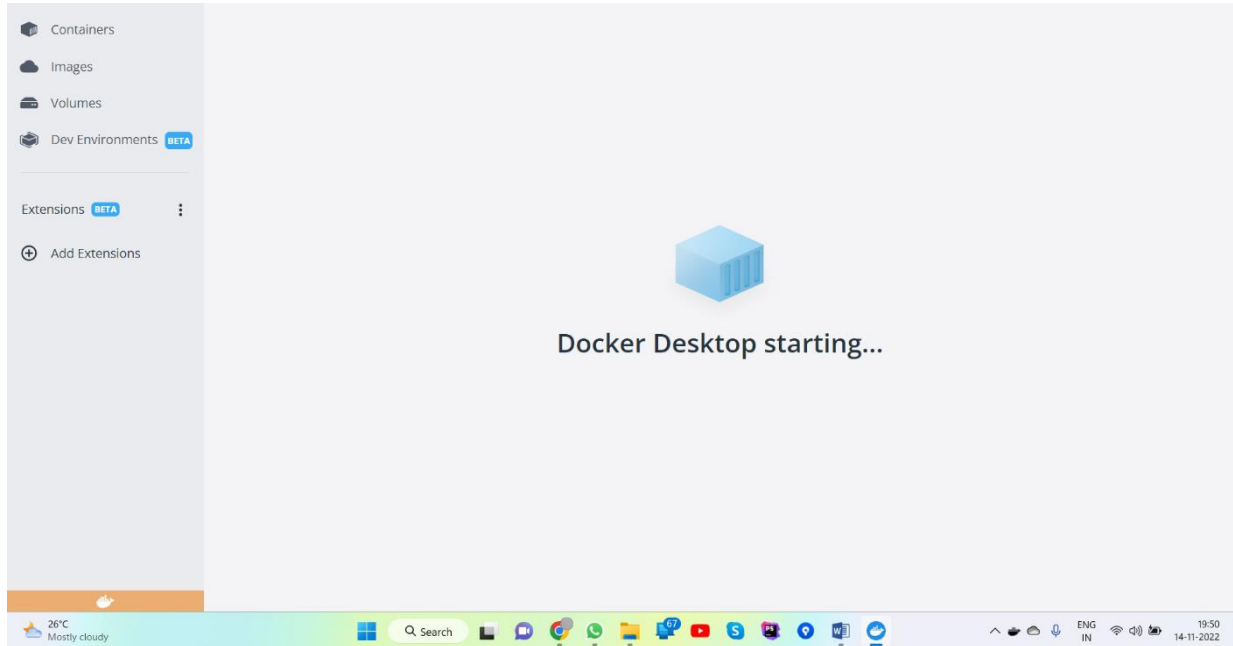 Containers
Images
Volumes
Dev Environments BETA
Extensions BETA
Add Extensions
Docker Desktop starting...
26°C
Mostly cloudy
Search
67
PS
ENG
IN
19:50
14-11-2022